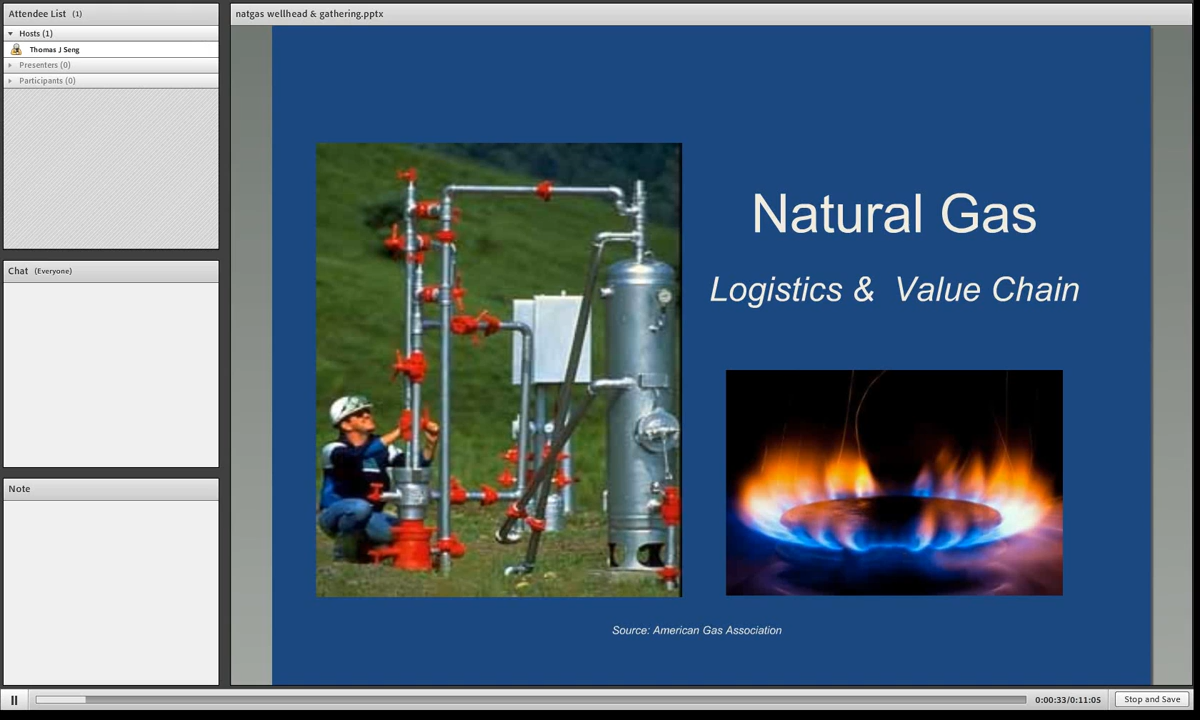 Attendee List (1)
Hosts (1)
Thomas J Seng
Presenters (0)
Participants (0)
Chat (Everyone)
Note
natgas wellhead & gathering.pptx
Natural Gas
Logistics & Value Chain
Source: American Gas Association
0:00:33/0:11:05
Stop and Save